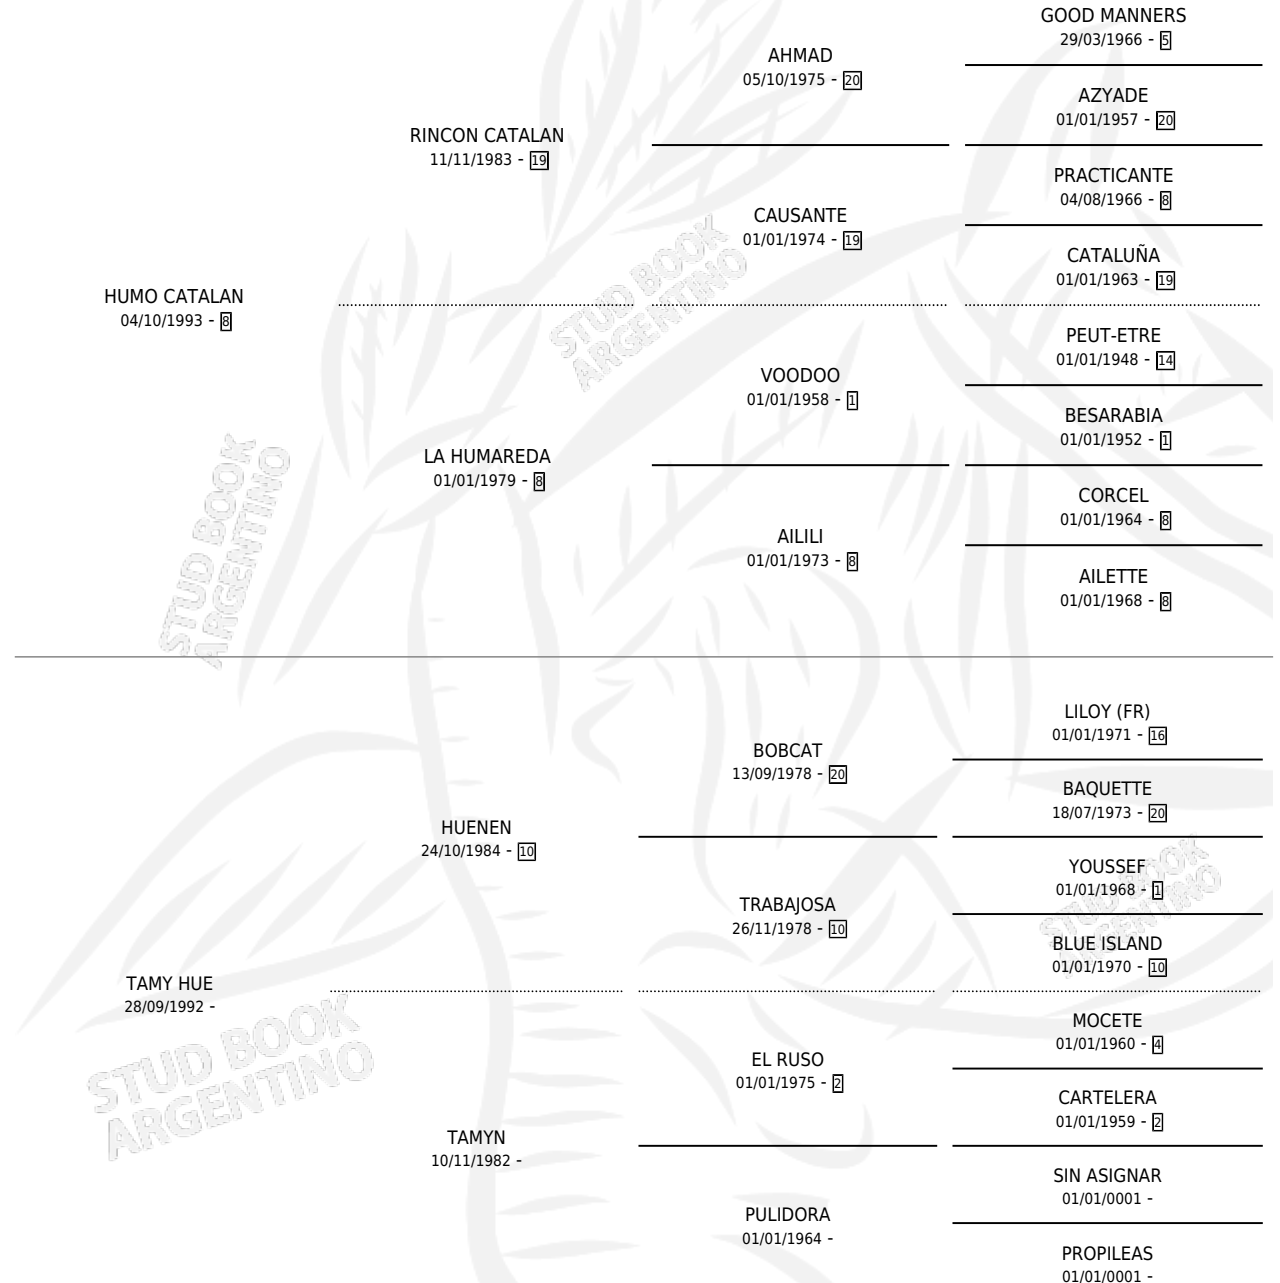 GOOD MANNERS
29/03/1966 - 5
AHMAD
05/10/1975 - 20
AZYADE
01/01/1957 - 20
RINCON CATALAN
11/11/1983 - 19
PRACTICANTE
04/08/1966 - 8
CAUSANTE
01/01/1974 - 19
CATALUÑA
01/01/1963 - 19
HUMO CATALAN
04/10/1993 - 8
PEUT-ETRE
01/01/1948 - 14
VOODOO
01/01/1958 - 1
BESARABIA
01/01/1952 - 1
LA HUMAREDA
01/01/1979 - 8
CORCEL
01/01/1964 - 8
AILILI
01/01/1973 - 8
AILETTE
01/01/1968 - 8
LILOY (FR)
01/01/1971 - 16
BOBCAT
13/09/1978 - 20
BAQUETTE
18/07/1973 - 20
HUENEN
24/10/1984 - 10
YOUSSEF
01/01/1968 - 1
TRABAJOSA
26/11/1978 - 10
BLUE ISLAND
01/01/1970 - 10
TAMY HUE
28/09/1992 -
MOCETE
01/01/1960 - 4
EL RUSO
01/01/1975 - 2
CARTELERA
01/01/1959 - 2
TAMYN
10/11/1982 -
SIN ASIGNAR
01/01/0001 -
PULIDORA
01/01/1964 -
PROPILEAS
01/01/0001 -
STUD BOOK
ARGENTINO
STUD BOOK
ARGENTINO
STUD BOOK
ARGENTINO
STUD BOOK
ARGENTINO